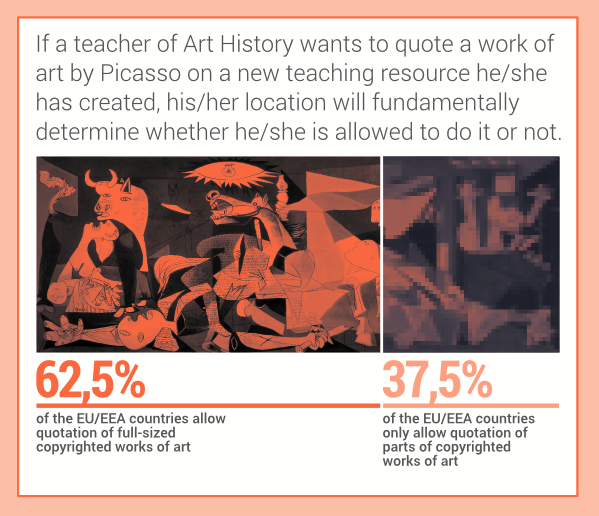 If a teacher of Art History wants to quote a work of
art by Picasso on a new teaching resource he/she
has created, his/her location will fundamentally
determine whether he/she is allowed to do it or not.
62,5%
of the EU/EEA countries allow
quotation of full-sized
copyrighted works of art
37,5%
of the EU/EEA countries
only allow quotation of
parts of copyrighted
works of art